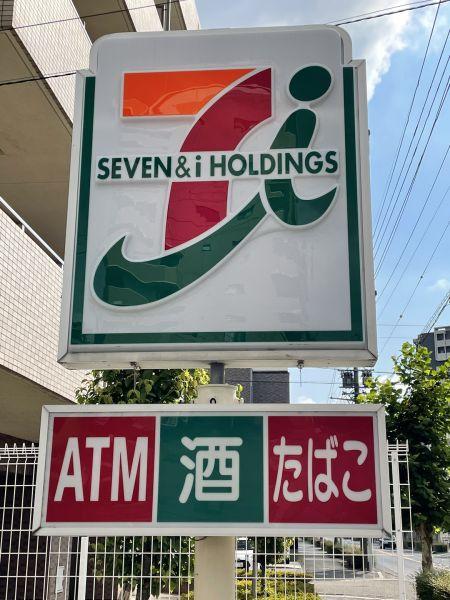 SEVEN&i HOLDINGS
ATM 酒 たばこ